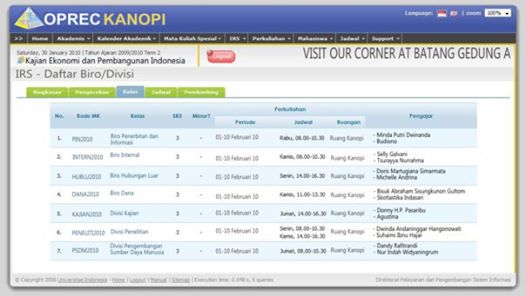 OPREC KANOPI
Language: | zoom 100%
>> Home | Akademis | Kalender Akademik | Mata Kuliah Spesial | IRS | Perkuliahan | Mahasiswa | Jadwal | Support
Saturday, 30 January 2010 | Tahun Ajaran 2009/2010 Term 2
Kajian Ekonomi dan Pembangunan Indonesia
Logout
VISIT OUR CORNER AT BATANG GEDUNG A
IRS - Daftar Biro/Divisi
Ringkasan Pengecekan Kelas Jadwal Pembimbing
No. Kode MK Kelas SKS Minor? Perkuliahan Pengajar
Periode Jadwal Ruangan
1. PIN2010 Biro Penerbitan dan Informasi 3 - 01-10 Februari 10 Rabu, 08.00-10.30 Ruang Kanopi - Minda Putri Dwinanda
- Budiono
2. INTERN2010 Biro Internal 3 - 01-10 Februari 10 Kamis, 08.00-10.30 Ruang Kanopi - Selly Galvani
- Tsurayya Nurrahma
3. HUBLU2010 Biro Hubungan Luar 3 - 01-10 Februari 10 Senin, 14.00-16.30 Ruang Kanopi - Doris Martugiana Simarmata
- Michelle Andrina
4. DANA2010 Biro Dana 3 - 01-10 Februari 10 Kamis, 11.00-13.30 Ruang Kanopi - Bisuk Abraham Sisungkunon Gultom
- Skotlastika Indasari
5. KAJIAN2010 Divisi Kajian 3 - 01-10 Februari 10 Jumat, 14.00-16.30 Ruang Kanopi - Donny H.P. Pasaribu
- Agustina
6. PENELITI2010 Divisi Penelitian 3 - 01-10 Februari 10 Senin, 08.00-10.30 Ruang Kanopi - Dwinda Andaninggar Hangonowati
Kamis, 14.00-16.30 - Suhaimi Ibnu Hajar
7. PSDM2010 Divisi Pengembangan Sumber Daya Manusia 3 - 01-10 Februari 10 Jumat, 08.00-10.30 Ruang Kanopi - Dandy Rafitrandi
- Nur Indah Widyaningrum
Copyright © 2006 Universitas Indonesia - Home | Logout | Manual | Sitemap | Execution time: 0.048 s, 6 queries
Direktorat Pelayanan dan Pengembangan Sistem Informasi